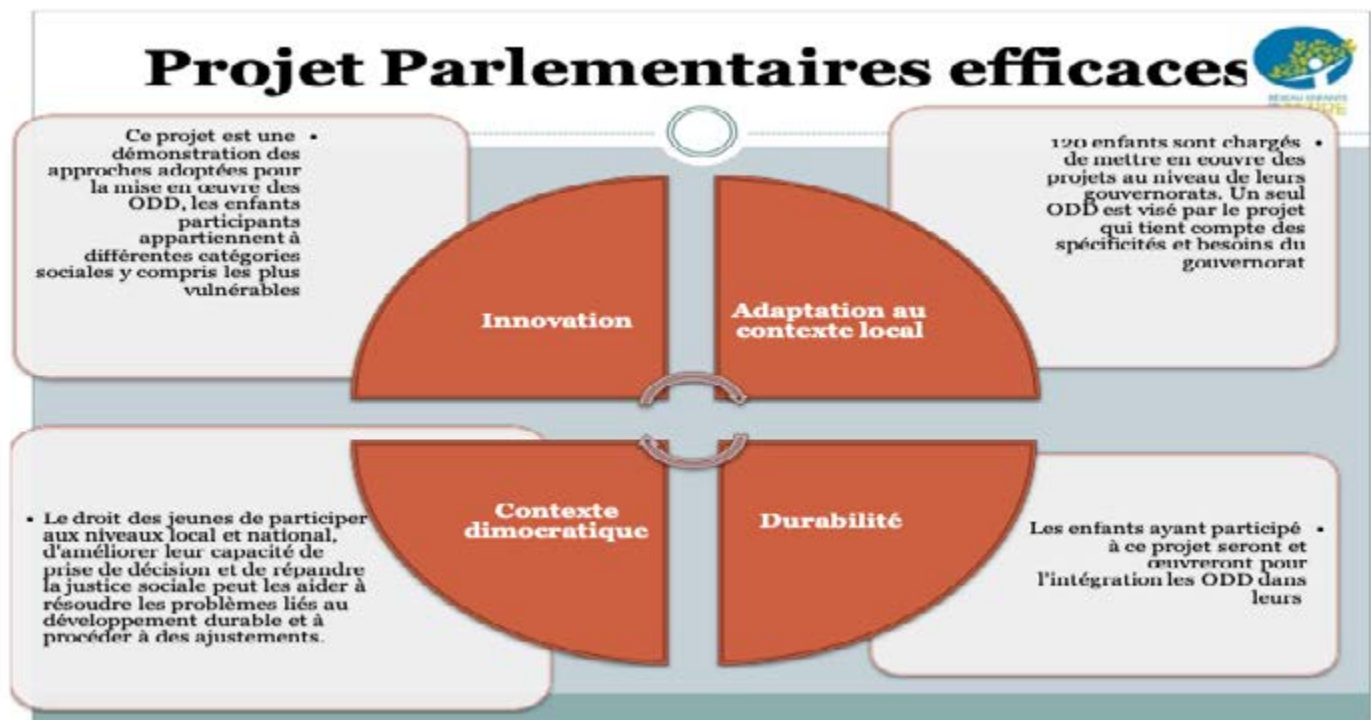 Projet Parlementaires efficaces
RÉSEAU ENFANTS
Ce projet est une •
démonstration des
approches adoptées pour
la mise en œuvre des
ODD, les enfants
participants
appartiennent à
différentes catégories
sociales y compris les plus
vulnérables
120 enfants sont chargés •
de mettre en eouvre des
projets au niveau de leurs
gouvernorats. Un seul
ODD est visé par le projet
qui tient compte des
spécificités et besoins du
gouvernorat
Innovation
Adaptation au
contexte local
Contexte
dimocratique
Durabilité
• Le droit des jeunes de participer
aux niveaux local et national,
d'améliorer leur capacité de
prise de décision et de répandre
la justice sociale peut les aider à
résoudre les problèmes liés au
développement durable et à
procéder à des ajustements.
Les enfants ayant participé •
à ce projet seront et
œuvreront pour
l'intégration les ODD dans
leurs